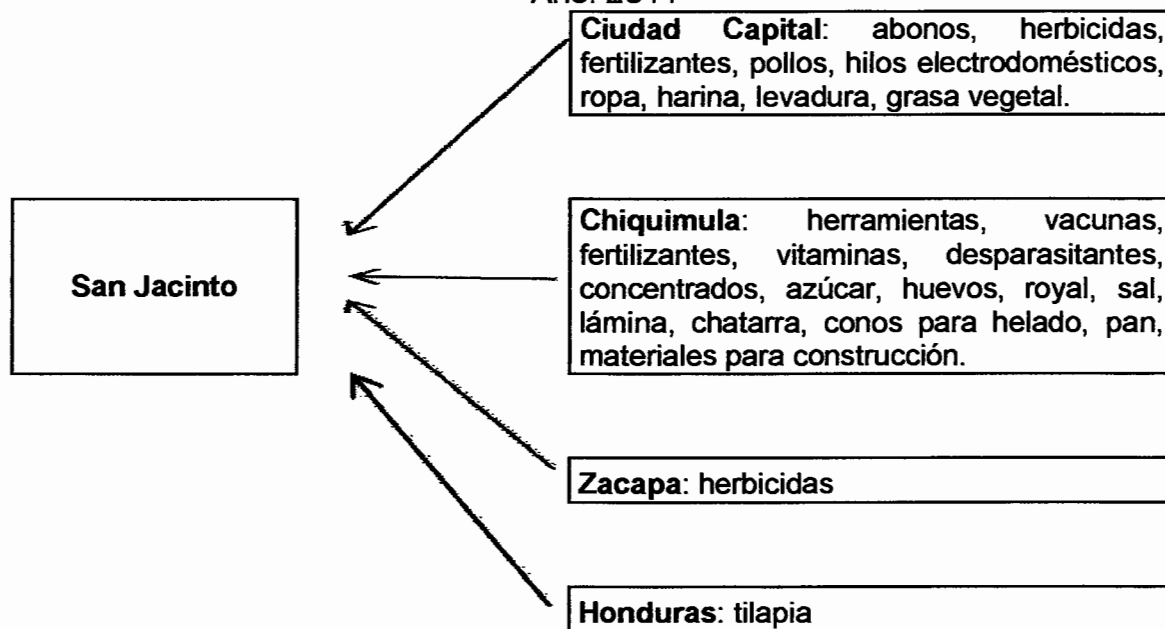 Ciudad Capital: abonos, herbicidas,
fertilizantes, pollos, hilos electrodomésticos,
ropa, harina, levadura, grasa vegetal.
San Jacinto
Chiquimula: herramientas, vacunas,
fertilizantes, vitaminas, desparasitantes,
concentrados, azúcar, huevos, royal, sal,
lámina, chatarra, conos para helado, pan,
materiales para construcción.
Zacapa: herbicidas
Honduras: tilapia